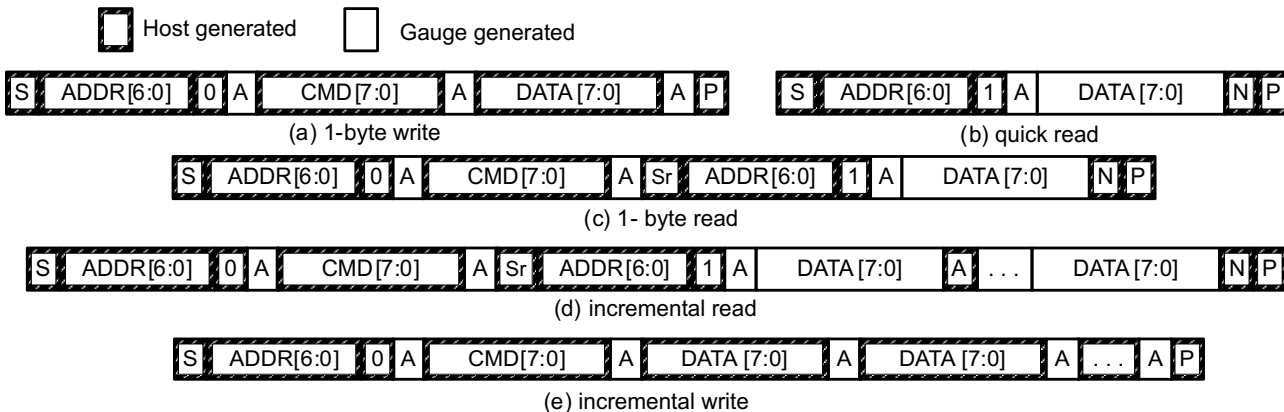 Host generated Gauge generated
S ADDR[6:0] 0 A CMD[7:0] A DATA[7:0] A P S ADDR[6:0] 1 A DATA[7:0] N P
(a) 1-byte write (b) quick read
S ADDR[6:0] 0 A CMD[7:0] A Sr ADDR[6:0] 1 A DATA[7:0] N P
(c) 1- byte read
S ADDR[6:0] 0 A CMD[7:0] A Sr ADDR[6:0] 1 A DATA[7:0] A . . . DATA[7:0] N P
(d) incremental read
S ADDR[6:0] 0 A CMD[7:0] A DATA[7:0] A DATA[7:0] A . . . A P
(e) incremental write